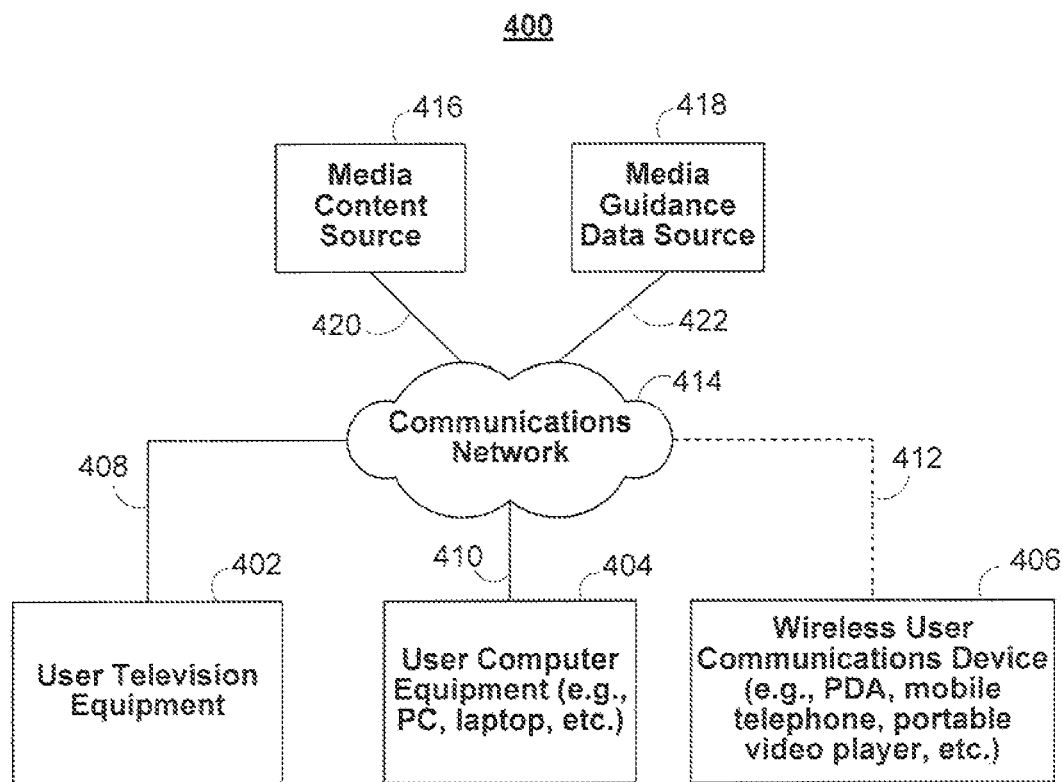 400
416
418
Media
Content
Source
Media
Guidance
Data Source
420
422
414
Communications
Network
408
412
410
402
404
406
User Television
Equipment
User Computer
Equipment (e.g.,
PC, laptop, etc.)
Wireless User
Communications Device
(e.g., PDA, mobile
telephone, portable
video player, etc.)